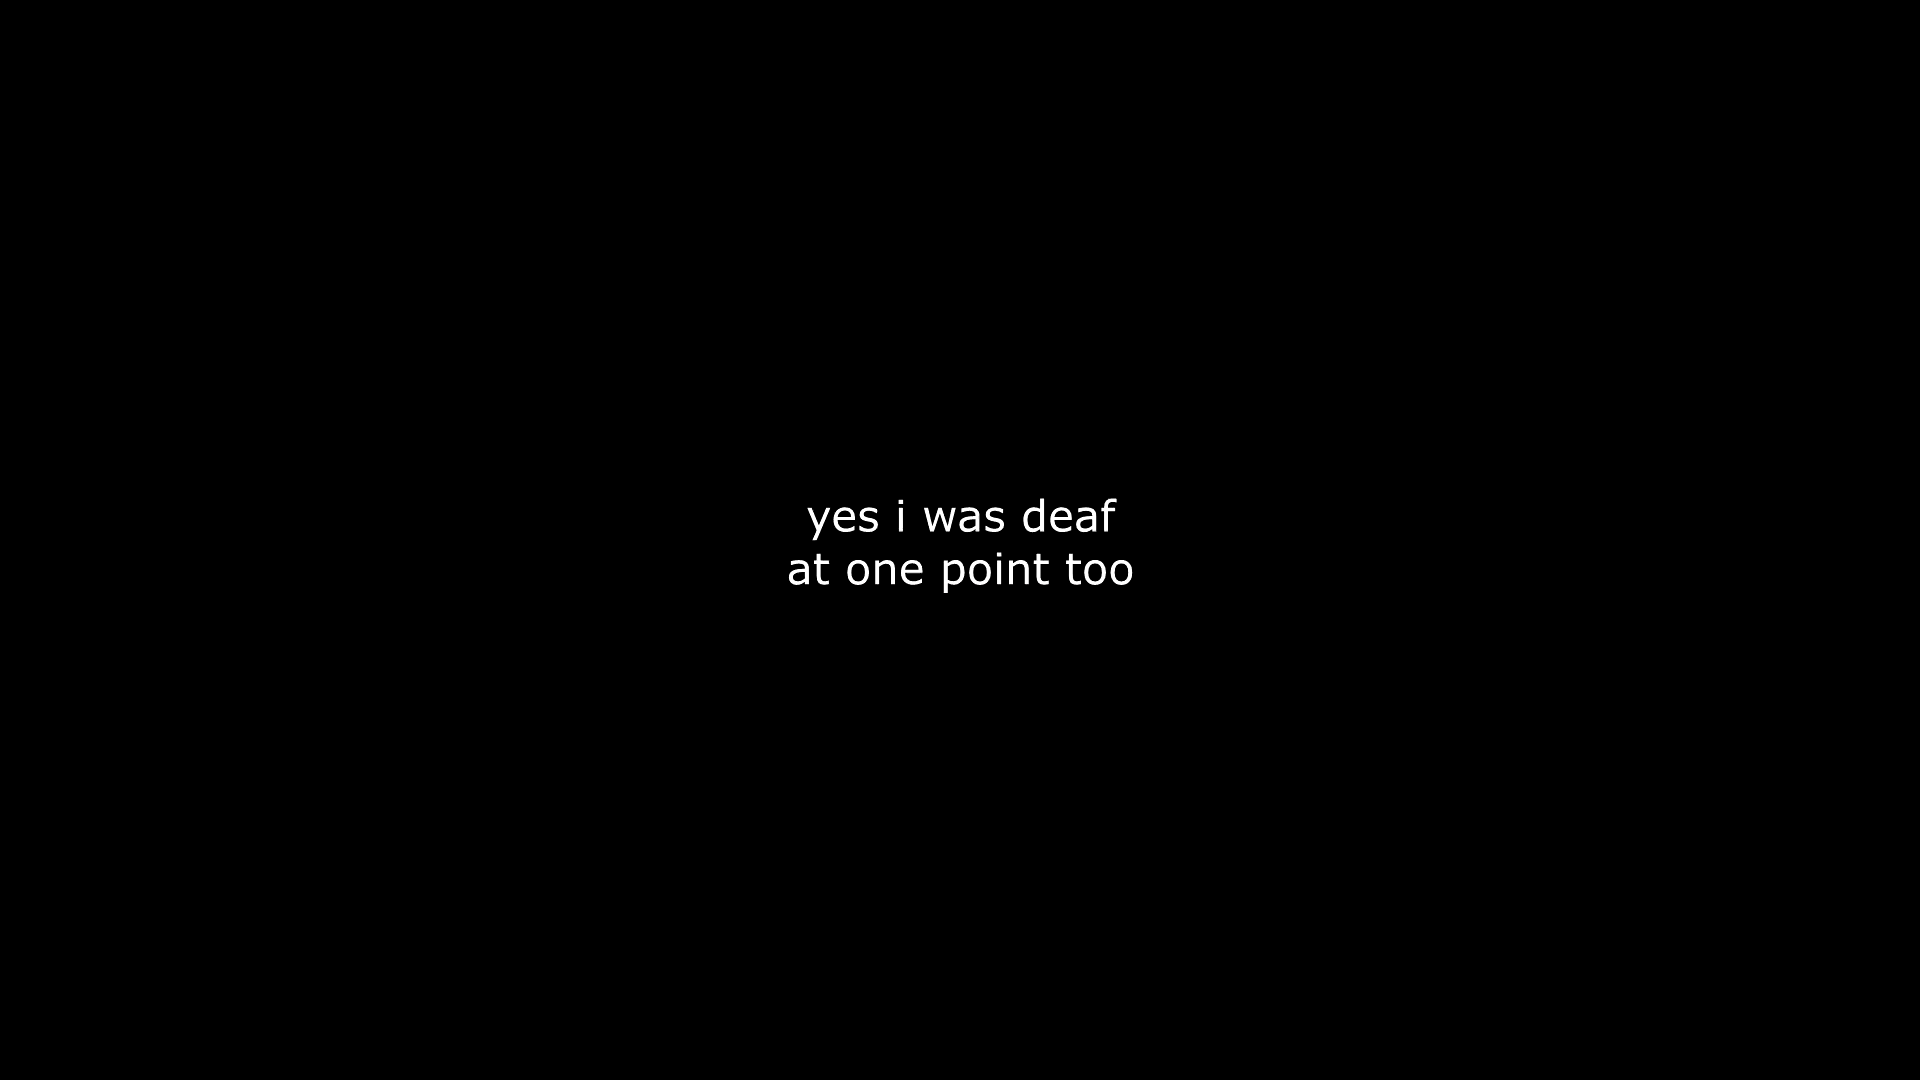 yes i was deaf
at one point too